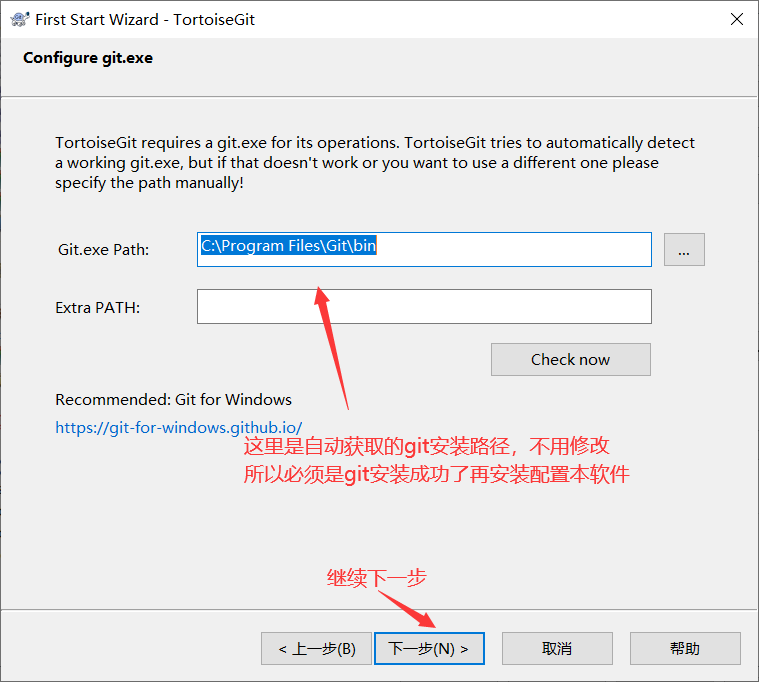 First Start Wizard - TortoiseGit
Configure git.exe
TortoiseGit requires a git.exe for its operations. TortoiseGit tries to automatically detect
a working git.exe, but if that doesn't work or you want to use a different one please
specify the path manually!
Git.exe Path:
C:\Program Files\Git\bin
...
Extra PATH:
Check now
Recommended: Git for Windows
https://git-for-windows.github.io/
这里是自动获取的git安装路径，不用修改
所以必须是git安装成功了再安装配置本软件
继续下一步
< 上一步(B)
下一步(N) >
取消
帮助